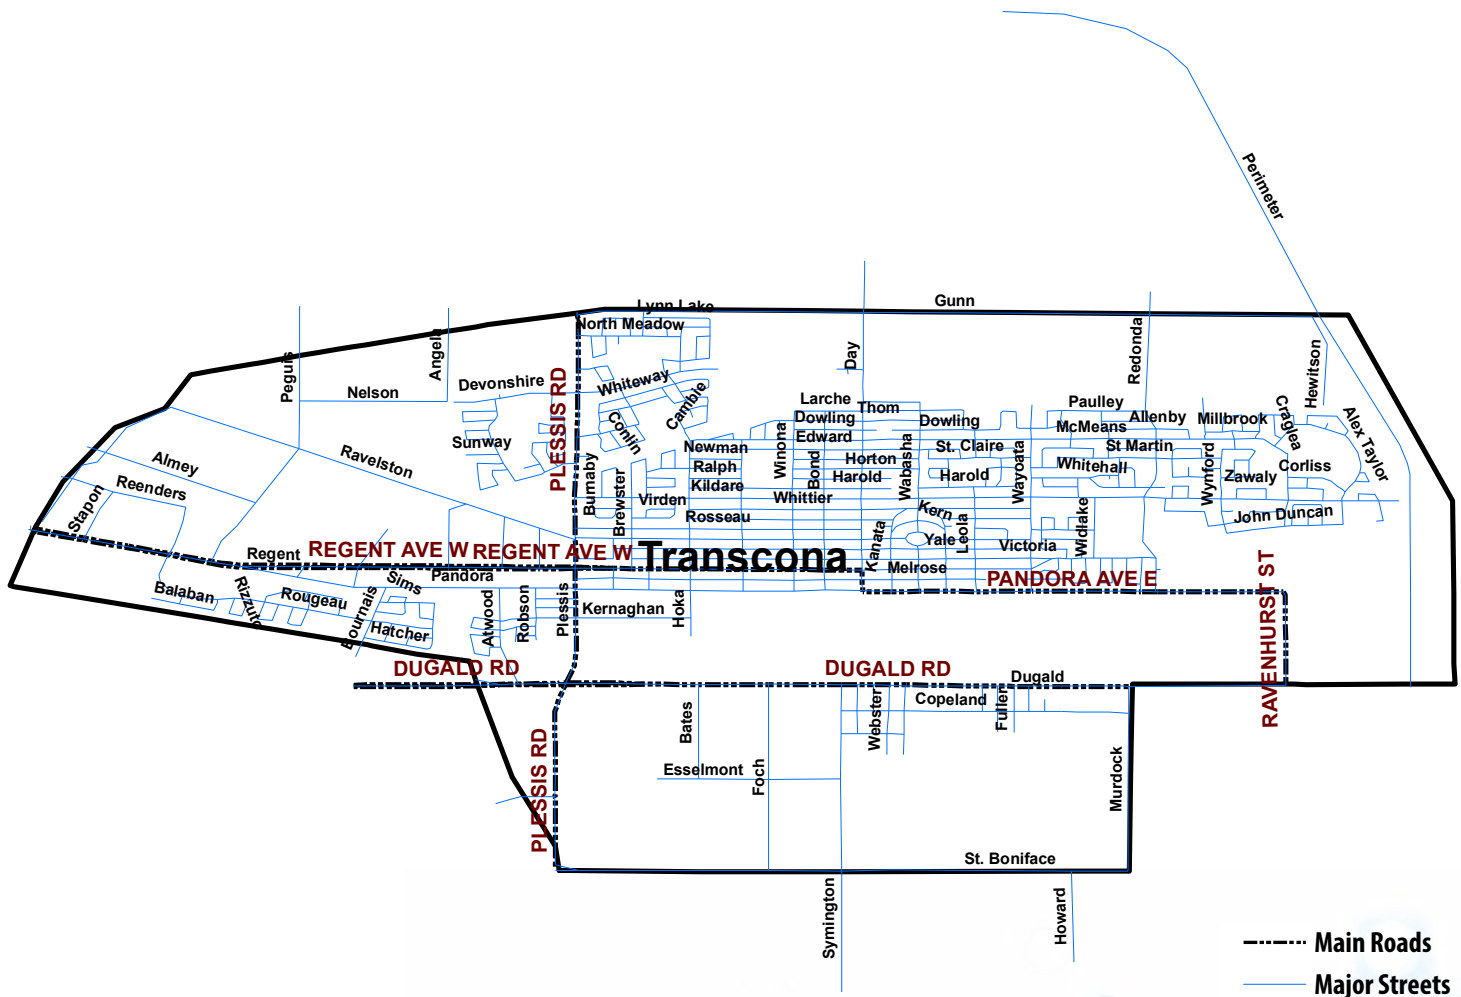 Perimeter
Gunn
Lynn Lake
North Meadow
Peguis
Angela
Day
Redonda
Hewitson
Nelson
Devonshire
PLESSIS RD
Whiteway
Cambie
Conlin
Sunway
Larche
Thom
Dowling
Dowling
Edward
Paulley
Allenby
McMeans
Millbrook
Craglea
Alex Taylor
Newman
Winona
St. Claire
St Martin
Ralph
Bond
Horton
Wabasha
Harold
Harold
Wayoata
Whitehall
Wynford
Zawaly
Corliss
Kildare
Whittier
Almey
Reenders
Ravelston
Stapon
Burnaby
Brewster
Virden
Rosseau
Kern
Kanata
Yale
Leola
Victoria
Widlake
John Duncan
Regent
REGENT AVE W
REGENT AVE W
Transcona
Melrose
PANDORA AVE E
RAVENHURST ST
Balaban
Rizzuto
Rougeau
Sims
Pandora
Bournais
Hatcher
Atwood
Robson
Plessis
Kernaghan
Hoka
DUGALD RD
DUGALD RD
Dugald
Copeland
Fuller
Webster
Bates
Esselmont
Foch
PLESSIS RD
Murdock
St. Boniface
Symington
Howard
Main Roads
Major Streets